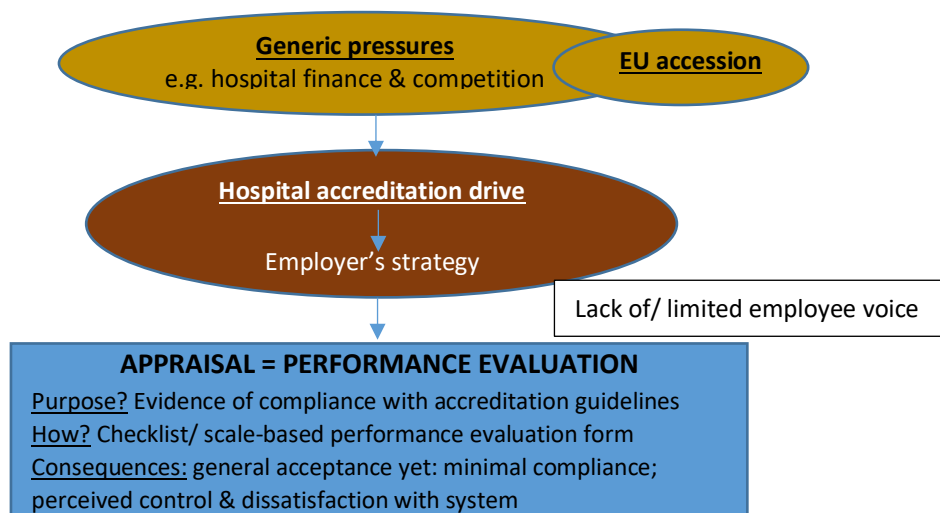 Generic pressures
e.g. hospital finance & competition
EU accession
Hospital accreditation drive
Employer’s strategy
Lack of/ limited employee voice
APPRAISAL = PERFORMANCE EVALUATION
Purpose? Evidence of compliance with accreditation guidelines
How? Checklist/ scale-based performance evaluation form
Consequences: general acceptance yet: minimal compliance;
perceived control & dissatisfaction with system